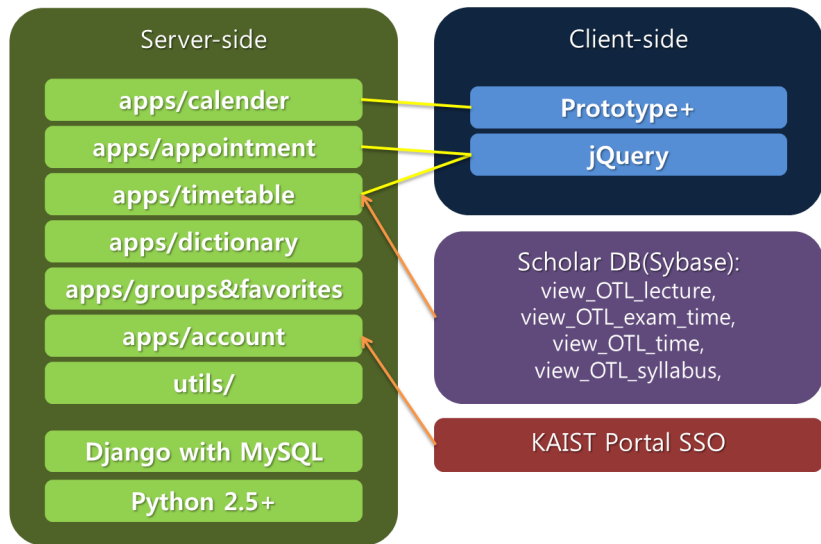 Server-side
apps/calender
apps/appointment
apps/timetable
apps/dictionary
apps/groups&favorites
apps/account
utils/
Django with MySQL
Python 2.5+
Client-side
Prototype+
jQuery
Scholar DB(Sybase):
view_OTL_lecture,
view_OTL_exam_time,
view_OTL_time,
view_OTL_syllabus,
KAIST Portal SSO